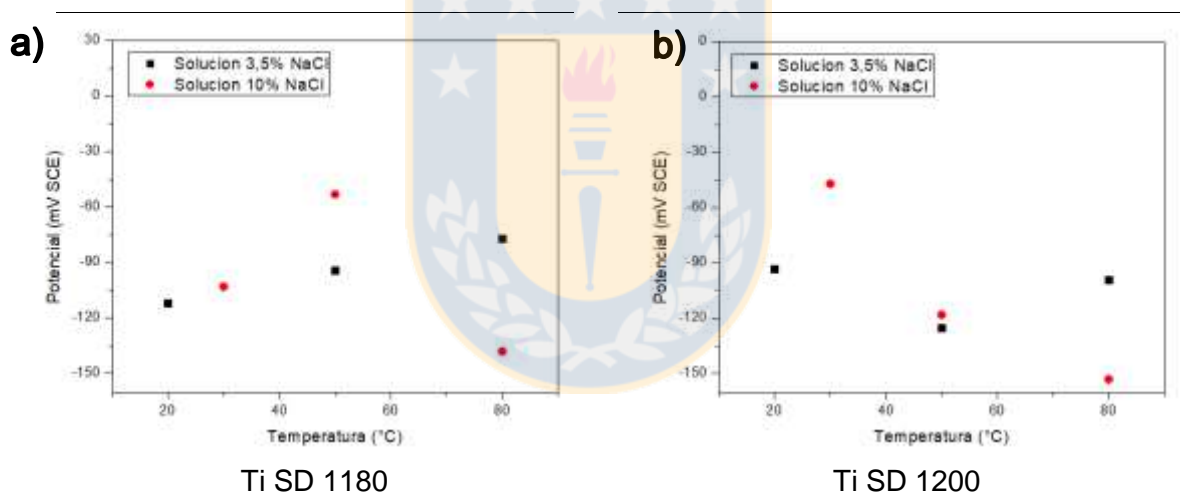 a)
30
0
-30
-60
-90
-120
-150
Solucion 3,5% NaCl
Solucion 10% NaCl
Potencial (mV SCE)
20 40 60 80
Temperatura (°C)
Ti SD 1180
b)
0
0
-30
-60
-90
-120
-150
Solucion 3,5% NaCl
Solucion 10% NaCl
Potencial (mV SCE)
20 40 60 80
Temperatura (°C)
Ti SD 1200